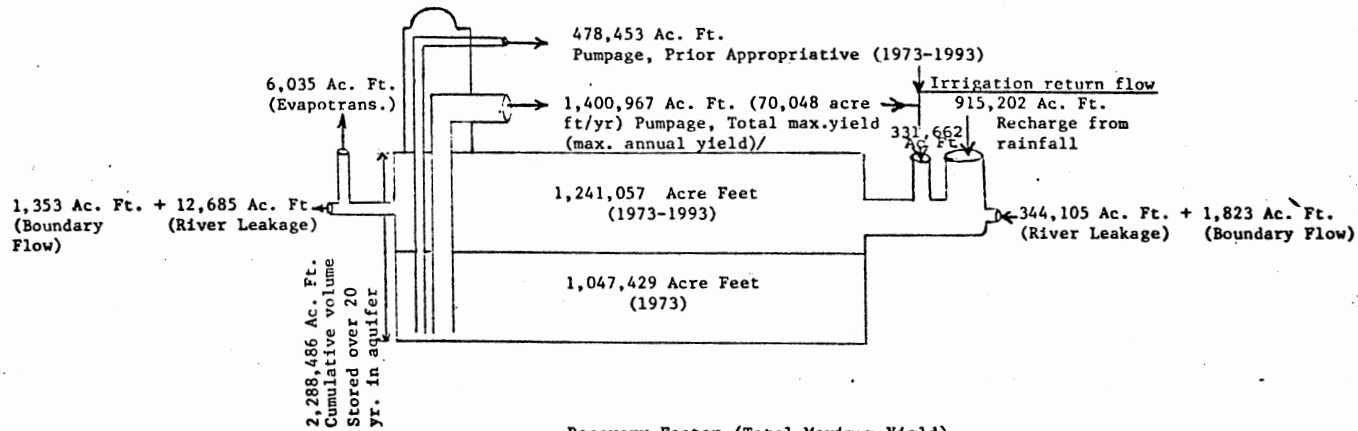 478,453 Ac. Ft.
Pumpage, Prior Appropriative (1973-1993)
6,035 Ac. Ft.
(Evapotrans.)
Irrigation return flow
1,400,967 Ac. Ft. (70,048 acre
ft/yr) Pumpage, Total max.yield
(max. annual yield)/
331,662
Ac. Ft
915,202 Ac. Ft.
Recharge from
rainfall
1,241,057 Acre Feet
(1973-1993)
1,353 Ac. Ft. + 12,685 Ac. Ft.
(Boundary (River Leakage)
Flow)
344,105 Ac. Ft. + 1,823 Ac. Ft.
(River Leakage) (Boundary Flow)
1,047,429 Acre Feet
(1973)
2,288,486 Ac. Ft.
Cumulative volume
Stored over 20
yr. in aquifer
Recovery Factor (Total Maximum Yield)